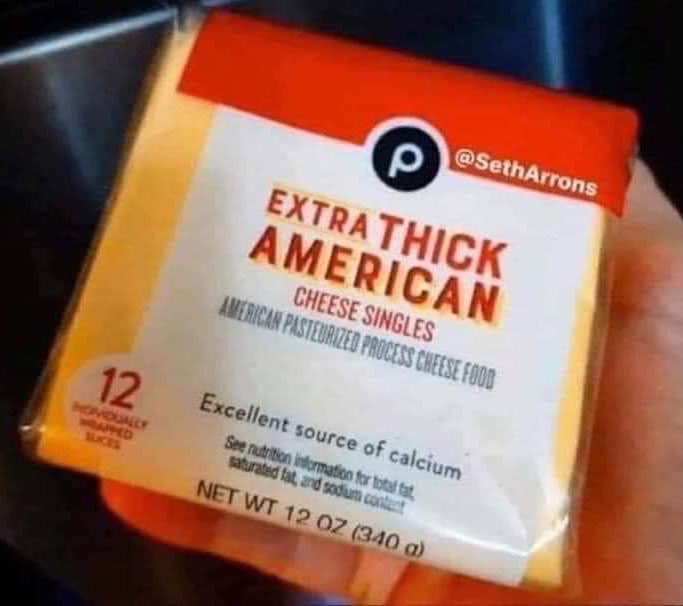 p
@SethArrons
EXTRA THICK
AMERICAN
CHEESE SINGLES
AMERICAN PASTEURIZED PROCESS CHEESE FOOD
12
INDIVIDUALLY
WRAPPED
SLICES
Excellent source of calcium
See nutrition information for total fat,
saturated fat, and sodium content
NET WT 12 OZ (340 g)